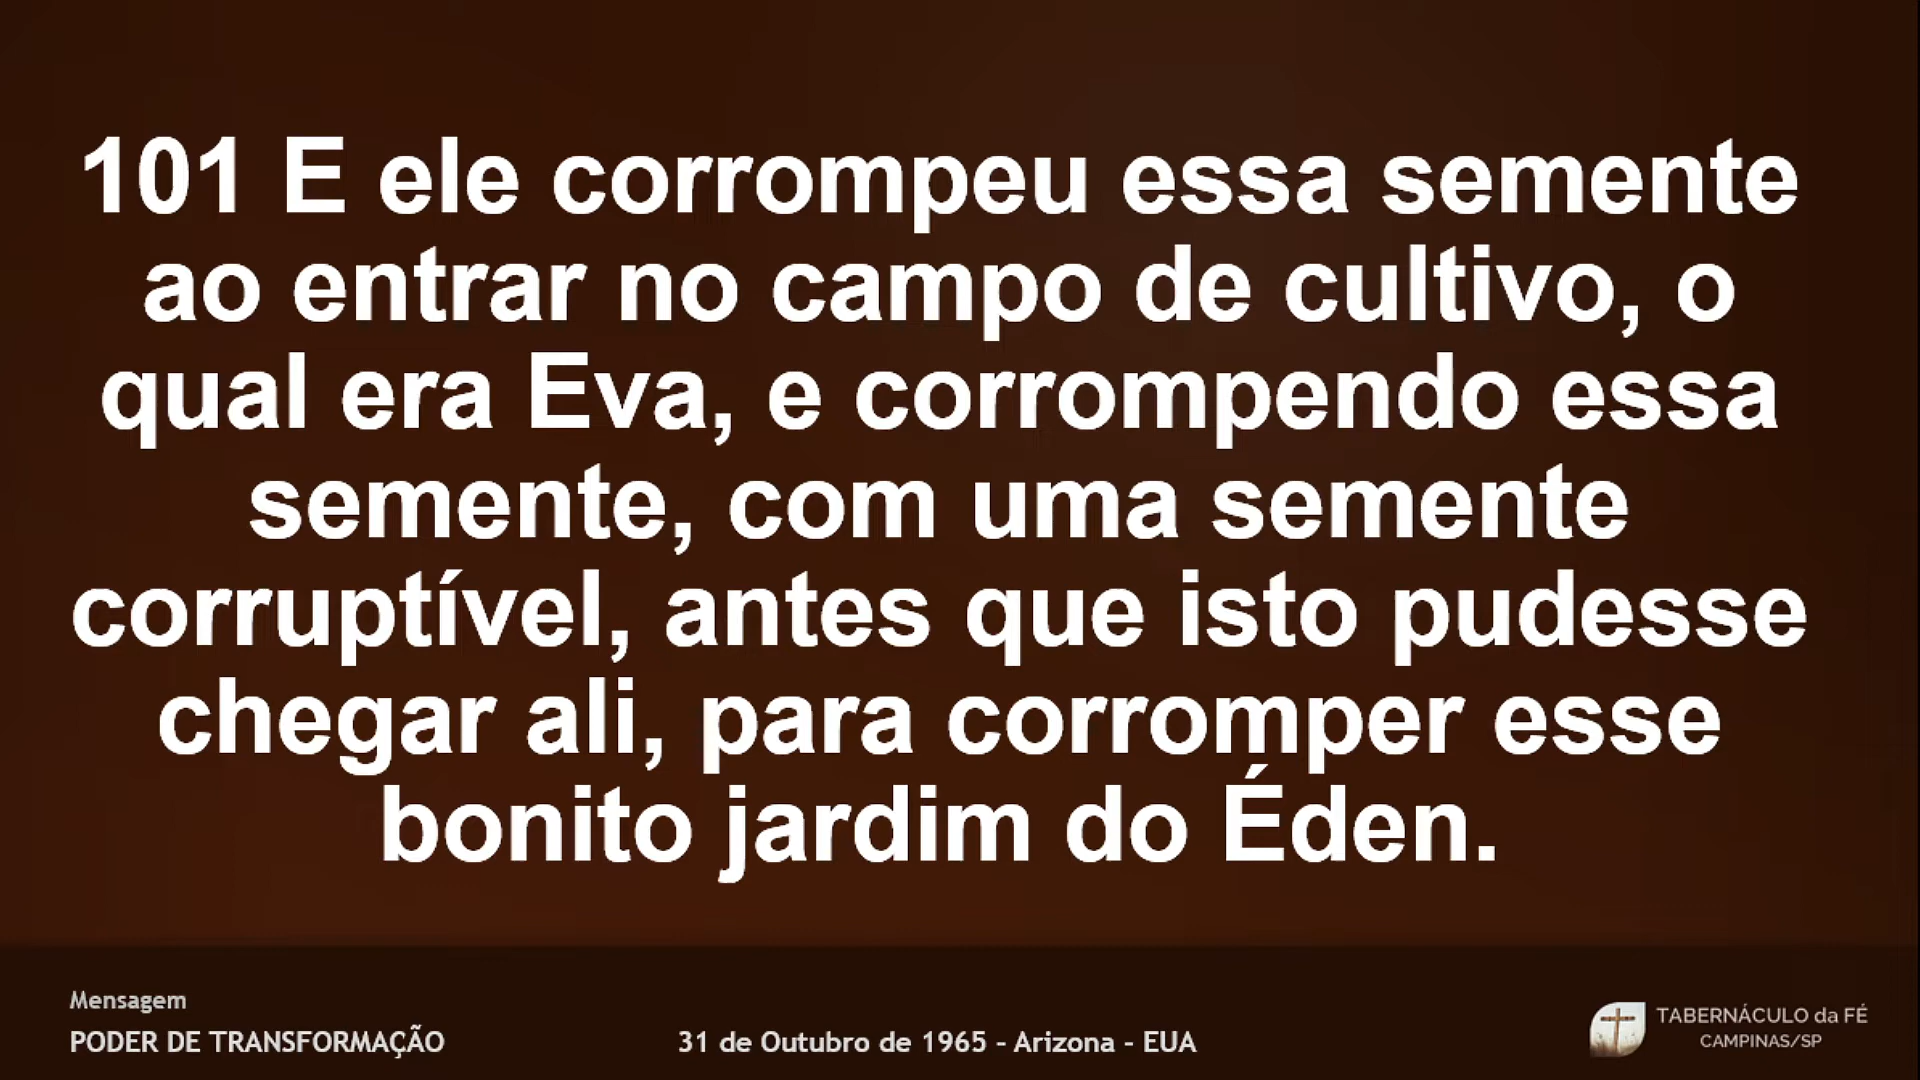 101 E ele corrompeu essa semente
ao entrar no campo de cultivo, o
qual era Eva, e corrompendo essa
semente, com uma semente
corruptível, antes que isto pudesse
chegar ali, para corromper esse
bonito jardim do Éden.
Mensagem
PODER DE TRANSFORMAÇÃO
31 de Outubro de 1965 - Arizona - EUA
TABERNÁCULO da FÉ
CAMPINAS/SP